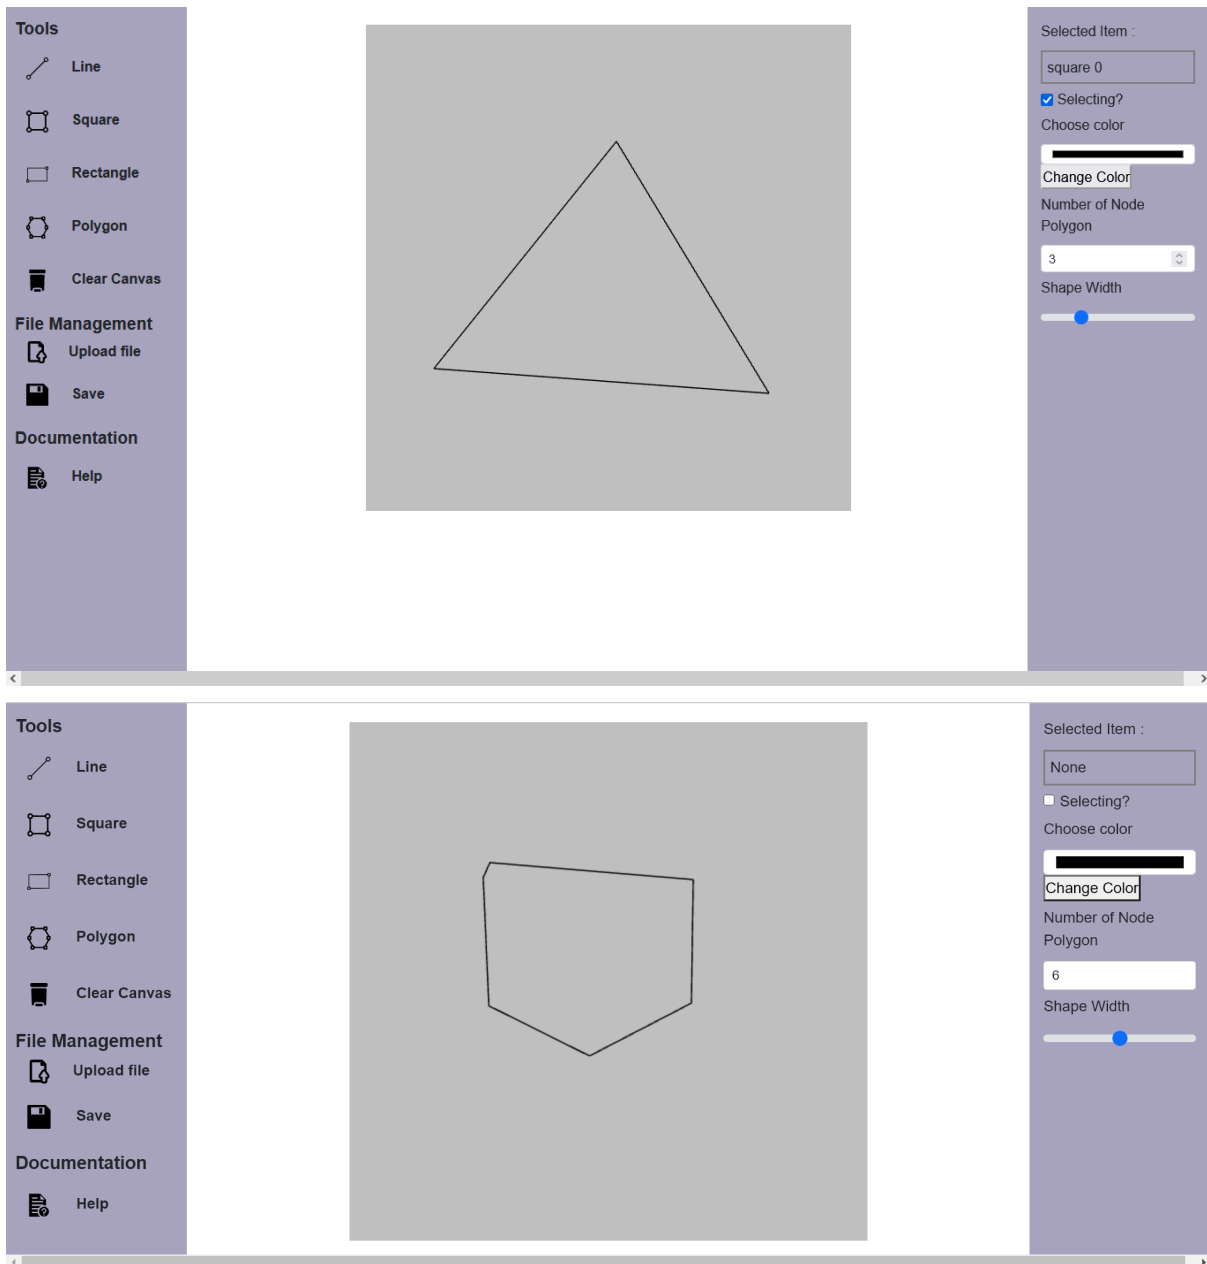 Tools
Line
Square
Rectangle
Polygon
Clear Canvas
File Management
Upload file
Save
Documentation
Help
Selected Item :
square 0
Selecting?
Choose color
Change Color
Number of Node
Polygon
3
Shape Width
Tools
Line
Square
Rectangle
Polygon
Clear Canvas
File Management
Upload file
Save
Documentation
Help
Selected Item :
None
Selecting?
Choose color
Change Color
Number of Node
Polygon
6
Shape Width